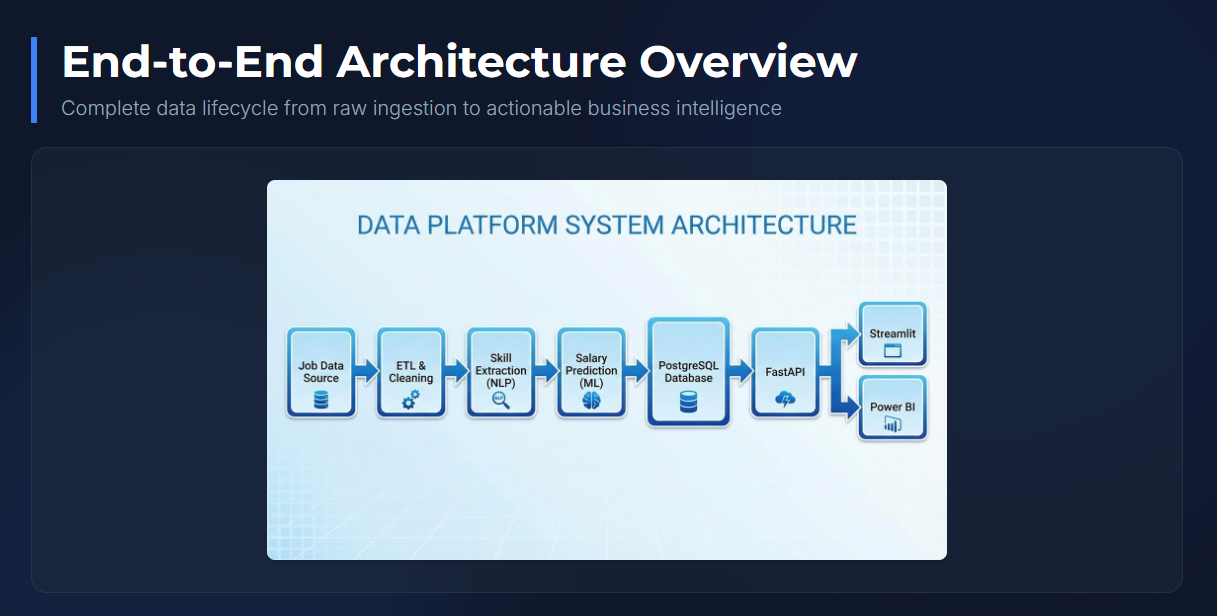 End-to-End Architecture Overview
Complete data lifecycle from raw ingestion to actionable business intelligence
DATA PLATFORM SYSTEM ARCHITECTURE
Job Data
Source
ETL &
Cleaning
Skill
Extraction
(NLP)
NLP
Salary
Prediction
(ML)
PostgreSQL
Database
FastAPI
Streamlit
Power BI